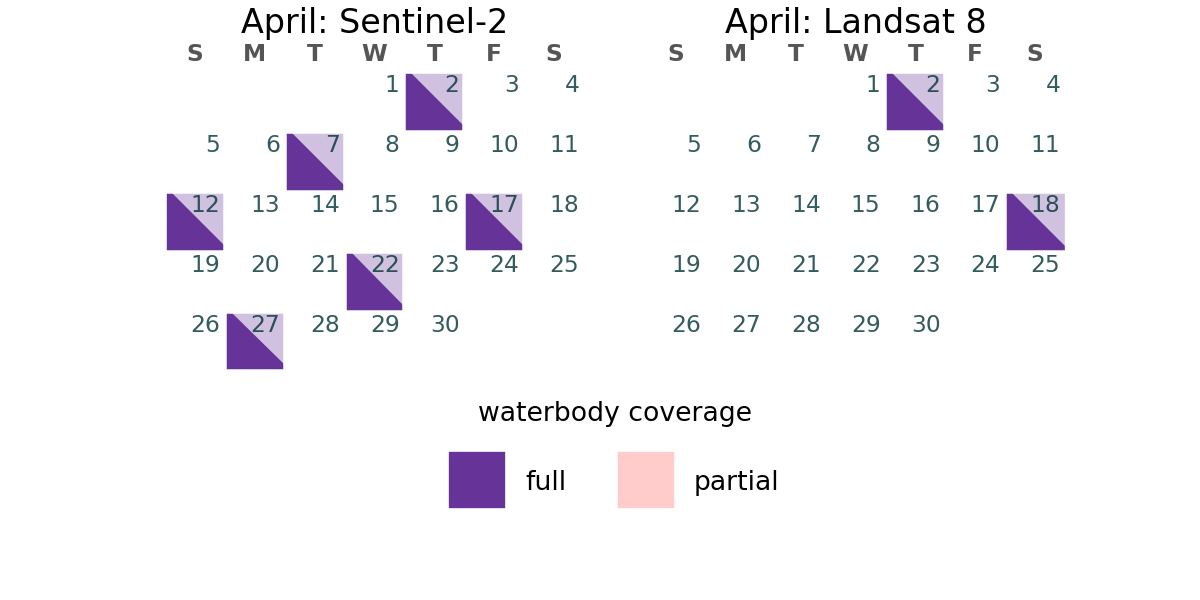 April: Sentinel-2
S M T W T F S
1 2 3 4
5 6 7 8 9 10 11
12 13 14 15 16 17 18
19 20 21 22 23 24 25
26 27 28 29 30
April: Landsat 8
S M T W T F S
1 2 3 4
5 6 7 8 9 10 11
12 13 14 15 16 17 18
19 20 21 22 23 24 25
26 27 28 29 30
waterbody coverage
full
partial